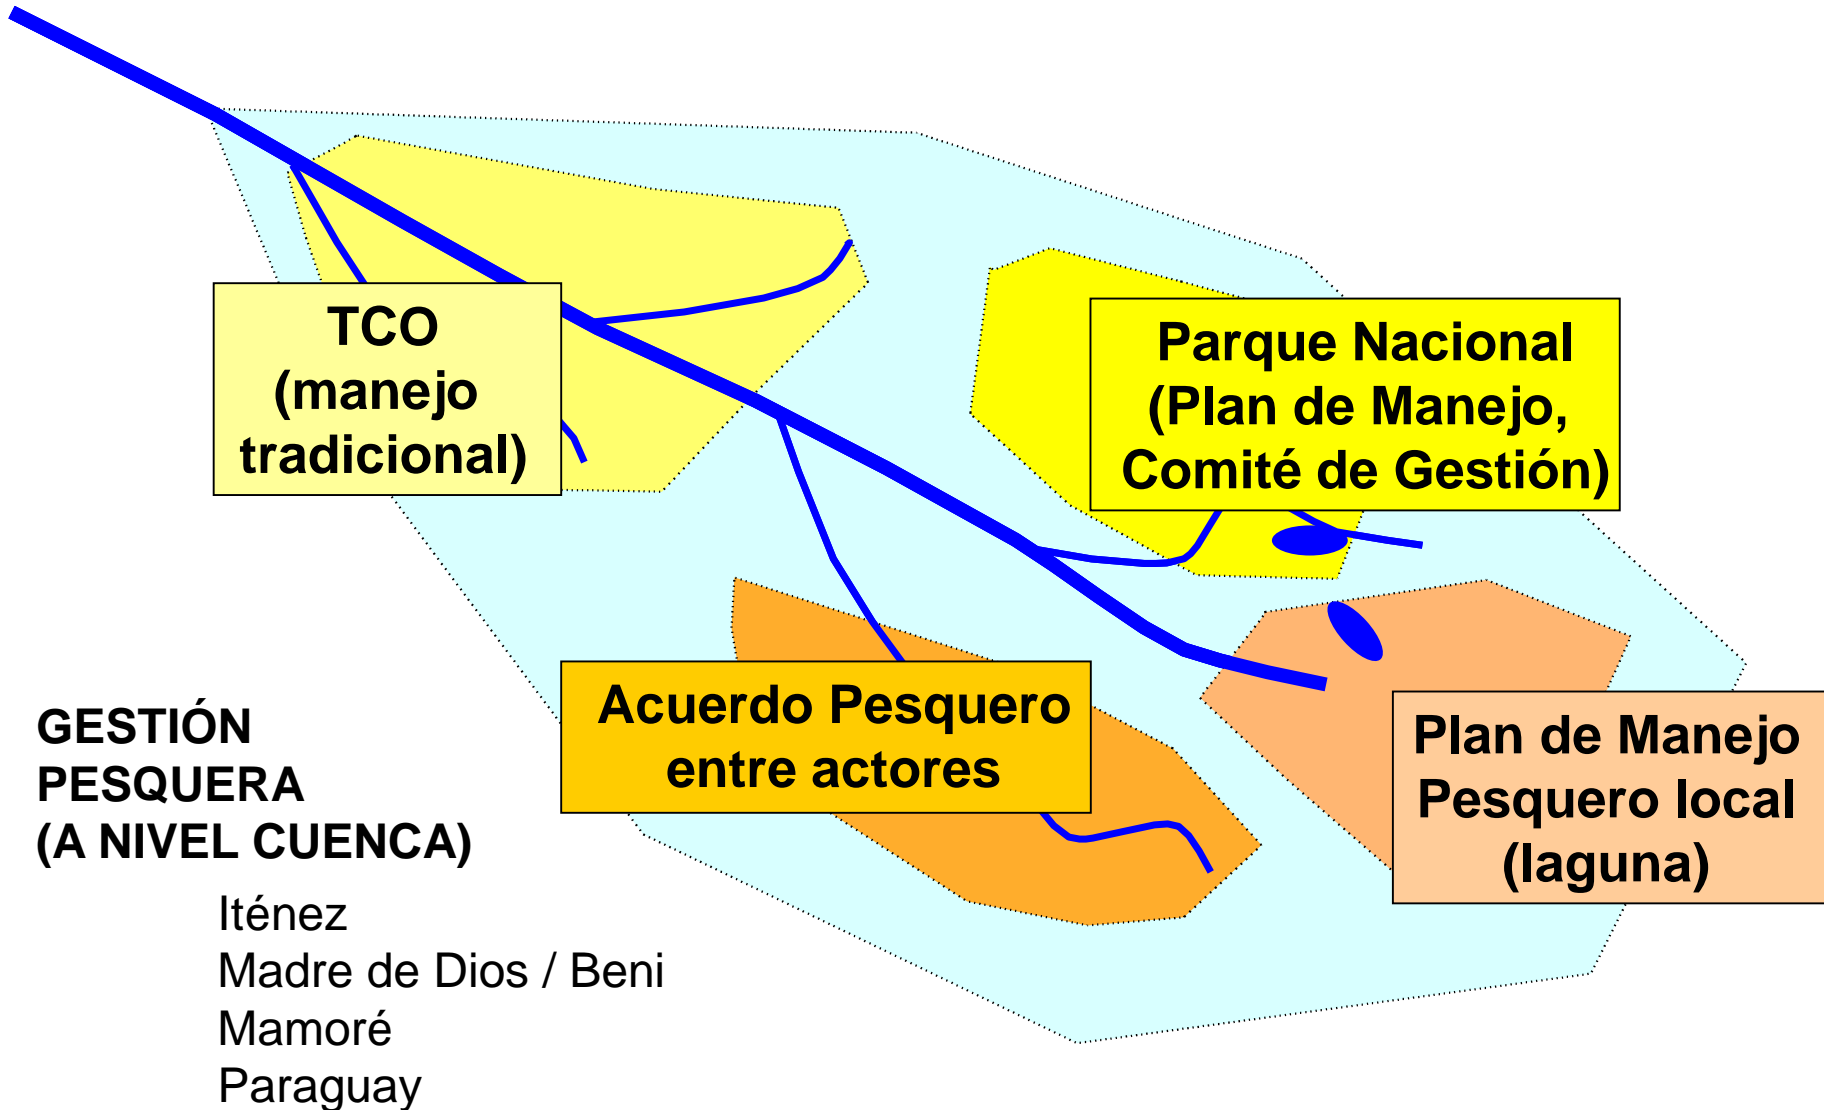 TCO
(manejo
tradicional)
Parque Nacional
(Plan de Manejo,
Comité de Gestión)
Acuerdo Pesquero
entre actores
Plan de Manejo
Pesquero local
(laguna)
GESTIÓN
PESQUERA
(A NIVEL CUENCA)
Iténez
Madre de Dios / Beni
Mamoré
Paraguay